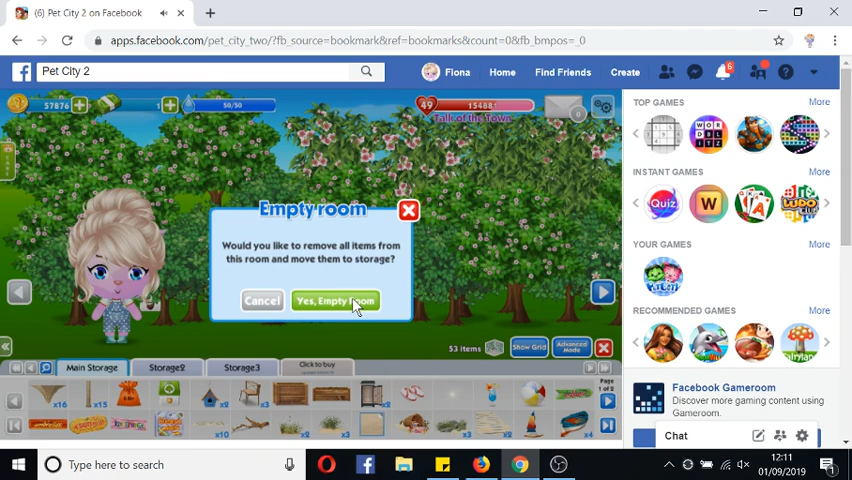 (6) Pet City 2 on Facebook
apps.facebook.com/pet_city_two/?fb_source=bookmark&ref=bookmarks&count=0&fb_bmpos=_0
Pet City 2
Fiona
Home
Find Friends
Create
6
57876
1
50/50
49
154881
0
Talk of the Town
TOP GAMES
More
INSTANT GAMES
More
Quiz
W
A
LUDO
YOUR GAMES
More
RECOMMENDED GAMES
More
Empty room
Would you like to remove all items from
this room and move them to storage?
Cancel
Yes, Empty Room
53 items
Show Grid
Advanced Mode
Main Storage
Storage2
Storage3
Click to buy
Page
1 of 2
x16
x15
x2
x3
x2
x10
x2
x3
x3
x2
Facebook Gameroom
Discover more gaming content using
Gameroom.
Chat
Type here to search
12:11
01/09/2019
1